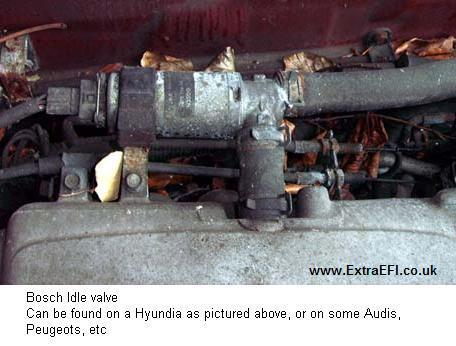 www.ExtraEFI.co.uk
Bosch Idle valve
Can be found on a Hyundia as pictured above, or on some Audis,
Peugeots, etc